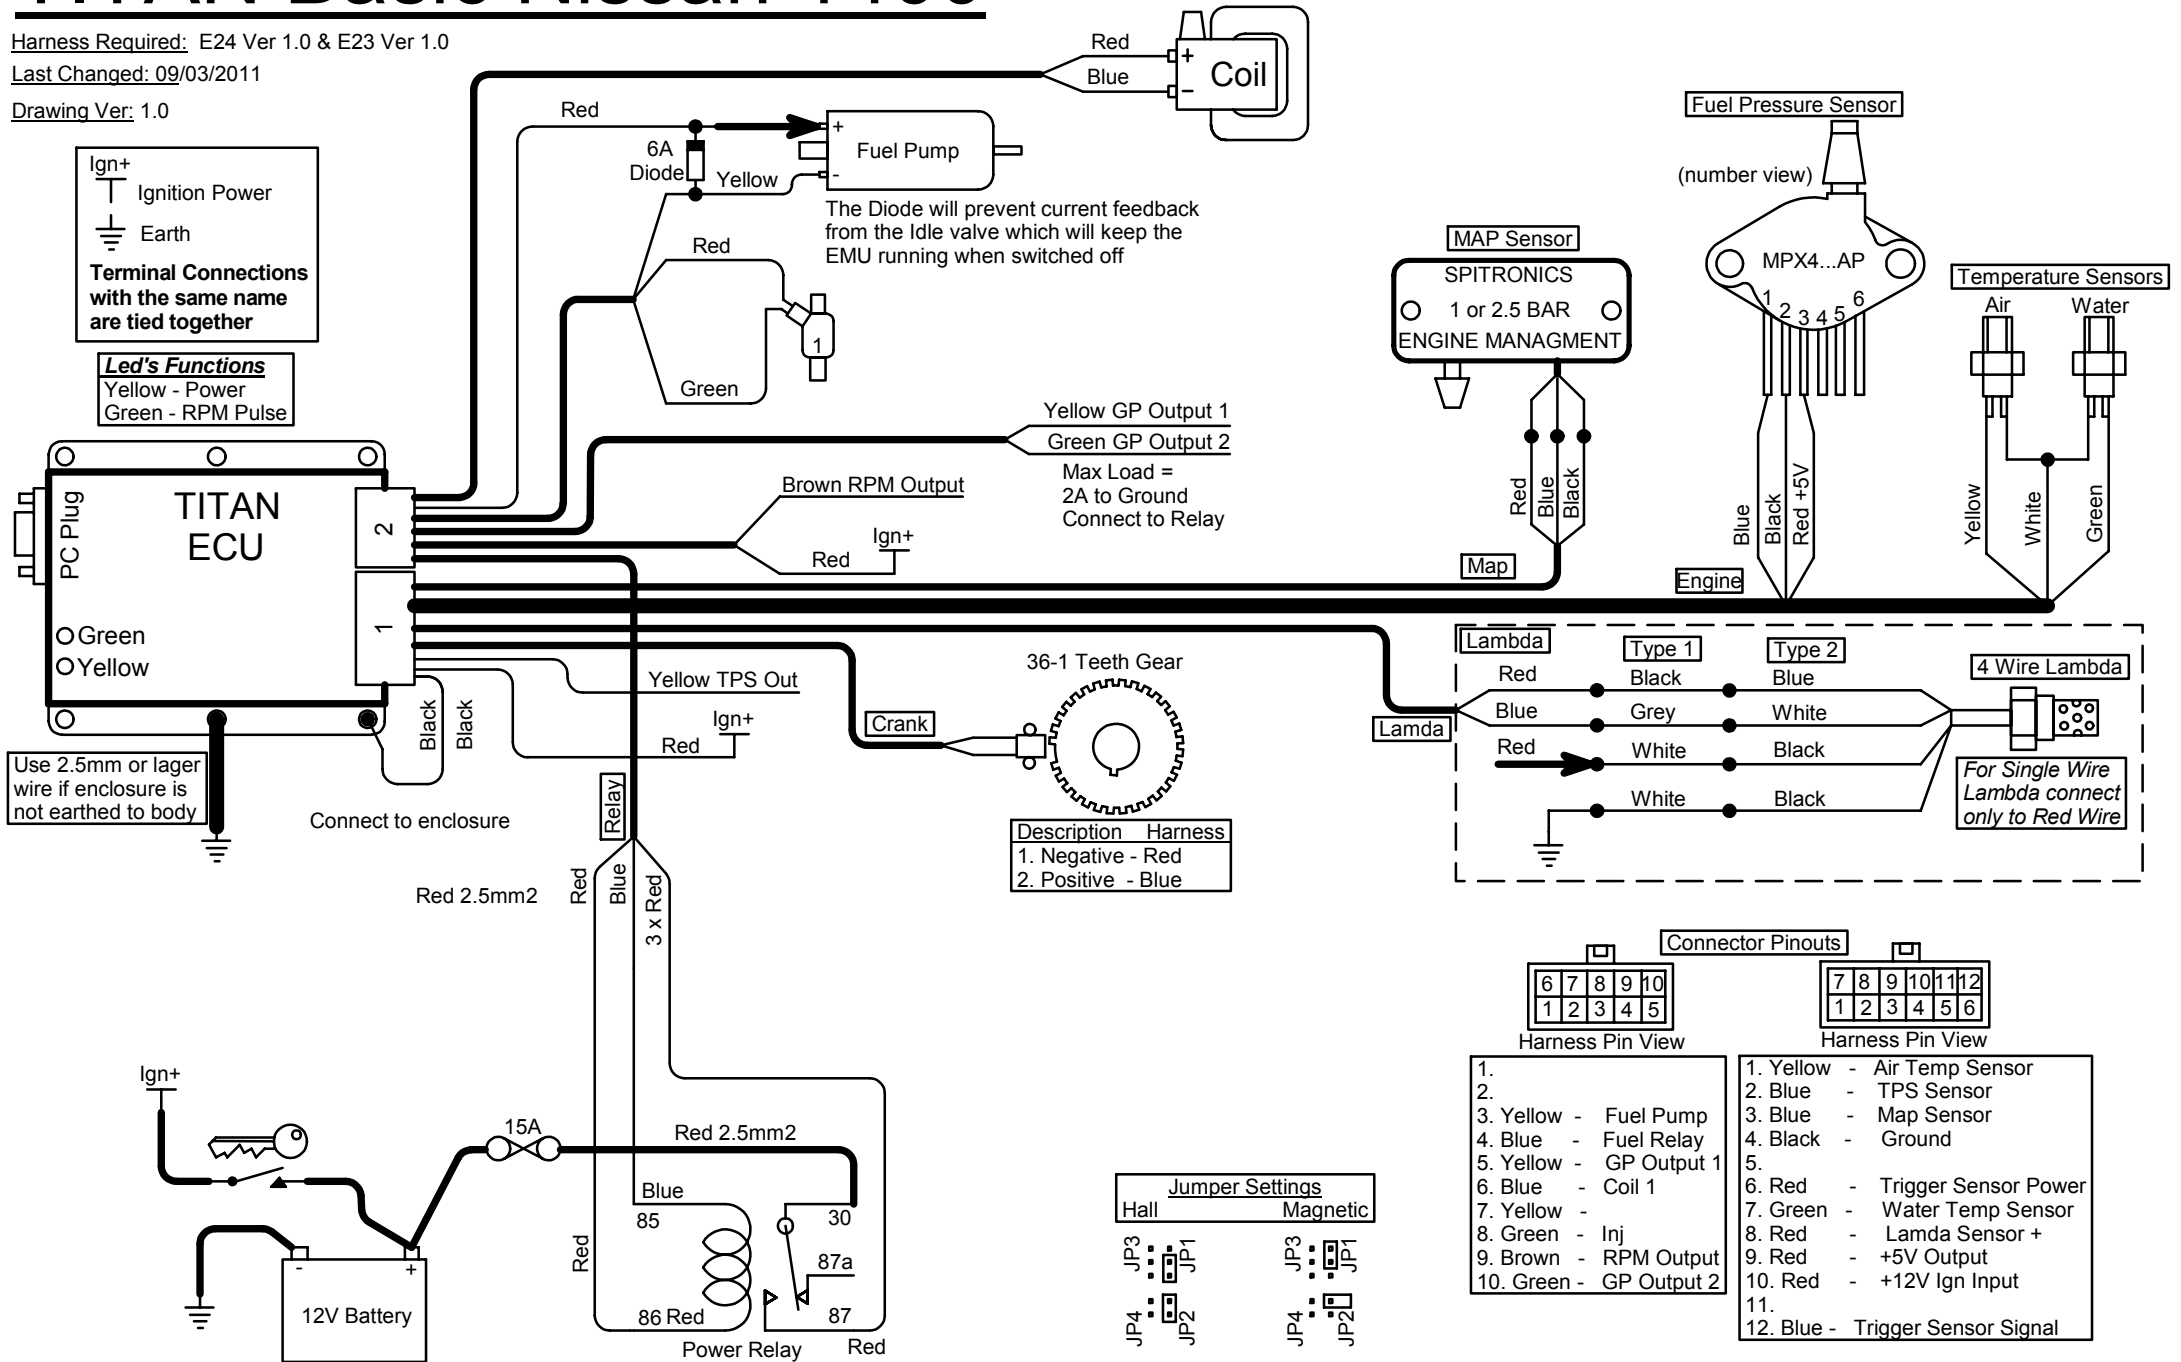 Harness Required: E24 Ver 1.0 & E23 Ver 1.0
Last Changed: 09/03/2011
Drawing Ver: 1.0
Ign+
Ignition Power
Earth
Terminal Connections
with the same name
are tied together
Led's Functions
Yellow - Power
Green - RPM Pulse
Red
Blue
+
-
Coil
Red
6A
Diode
Yellow
+
-
Fuel Pump
The Diode will prevent current feedback
from the Idle valve which will keep the
EMU running when switched off
Red
Green
1
Yellow GP Output 1
Green GP Output 2
Max Load =
2A to Ground
Connect to Relay
Brown RPM Output
Red
Ign+
MAP Sensor
SPITRONICS
1 or 2.5 BAR
ENGINE MANAGMENT
Red
Blue
Black
Map
Fuel Pressure Sensor
(number view)
MPX4...AP
1
2
3
4
5
6
Blue
Black
Red +5V
Engine
Temperature Sensors
Air
Water
Yellow
White
Green
PC Plug
TITAN
ECU
2
1
Green
Yellow
Use 2.5mm or lager
wire if enclosure is
not earthed to body
Black
Black
Connect to enclosure
Yellow TPS Out
Ign+
Red
Crank
36-1 Teeth Gear
Description Harness
1. Negative - Red
2. Positive - Blue
Lamda
Lambda
Type 1
Type 2
4 Wire Lambda
Red
Black
Blue
Blue
Grey
White
Red
White
Black
White
Black
For Single Wire
Lambda connect
only to Red Wire
Relay
Red 2.5mm2
Red
Blue
3 x Red
Ign+
15A
Red 2.5mm2
-
+
12V Battery
Red
Blue
85
30
87a
86 Red
87
Power Relay
Red
Jumper Settings
Hall Magnetic
JP3
JP1
JP4
JP2
JP3
JP1
JP4
JP2
Connector Pinouts
6 7 8 9 10
1 2 3 4 5
Harness Pin View
1.
2.
3. Yellow - Fuel Pump
4. Blue - Fuel Relay
5. Yellow - GP Output 1
6. Blue - Coil 1
7. Yellow -
8. Green - Inj
9. Brown - RPM Output
10. Green - GP Output 2
7 8 9 10 11 12
1 2 3 4 5 6
Harness Pin View
1. Yellow - Air Temp Sensor
2. Blue - TPS Sensor
3. Blue - Map Sensor
4. Black - Ground
5.
6. Red - Trigger Sensor Power
7. Green - Water Temp Sensor
8. Red - Lamda Sensor +
9. Red - +5V Output
10. Red - +12V Ign Input
11.
12. Blue - Trigger Sensor Signal